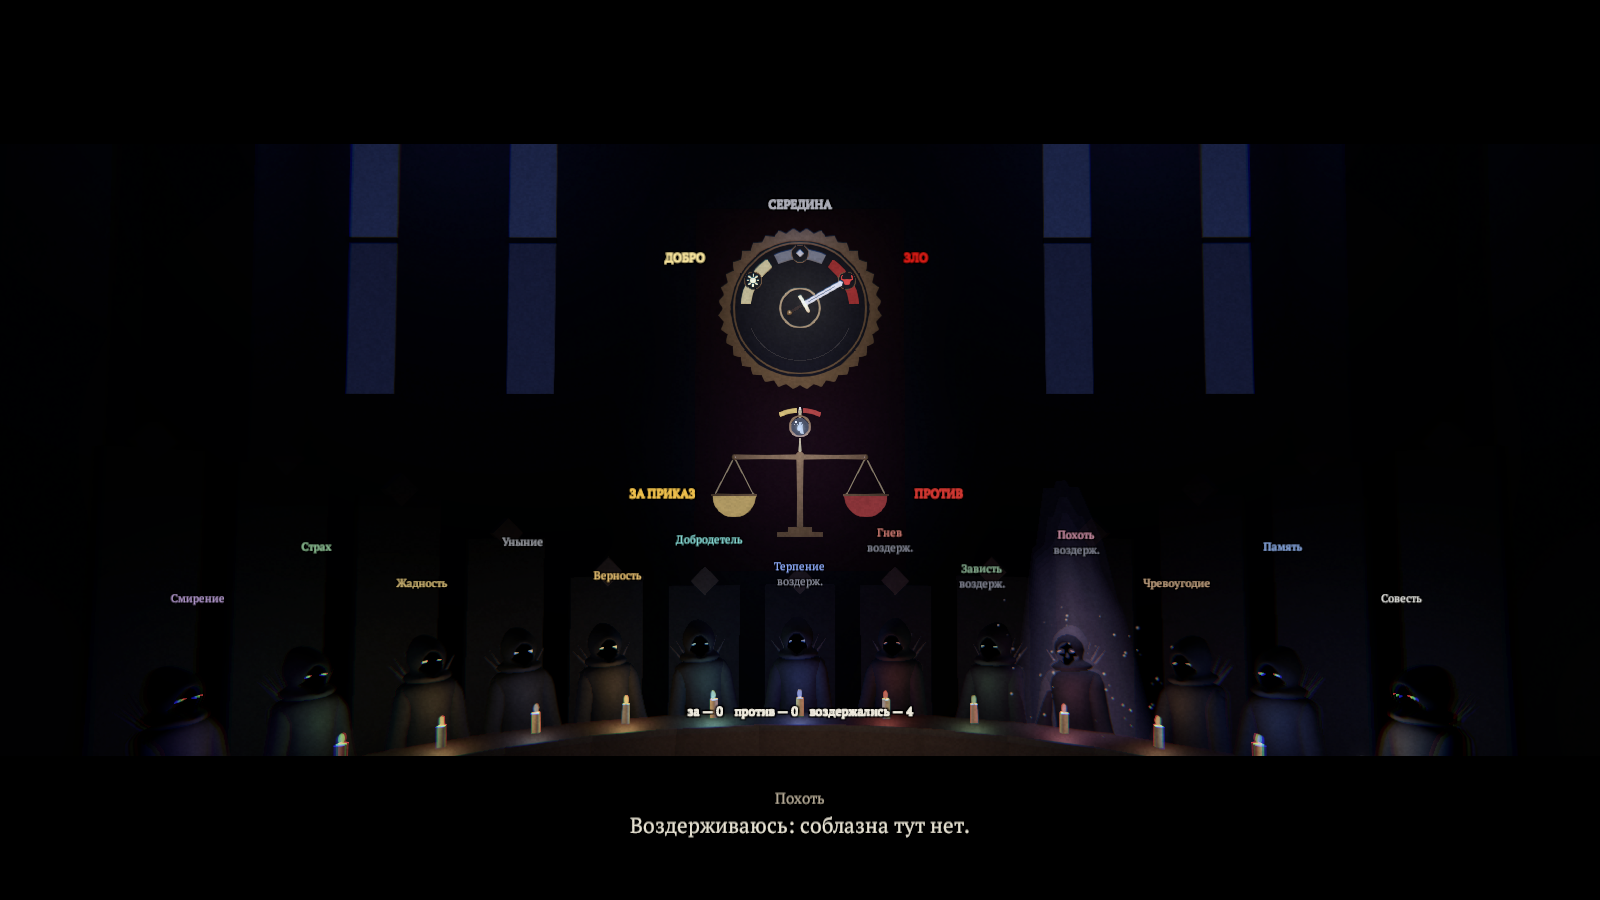 СЕРЕДИНА
ДОБРО
ЗЛО
ЗА ПРИКАЗ
ПРОТИВ
Страх
Уныние
Добродетель
Гнев
воздерж.
Похоть
воздерж.
Память
Смирение
Жадность
Верность
Терпение
воздерж.
Зависть
воздерж.
Чревоугодие
Совесть
за — 0 против — 0 воздержались — 4
Похоть
Воздерживаюсь: соблазна тут нет.